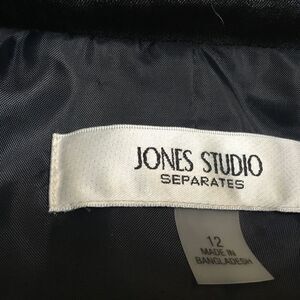 JONES STUDIO
SEPARATES
12
MADE IN
BANGLADESH